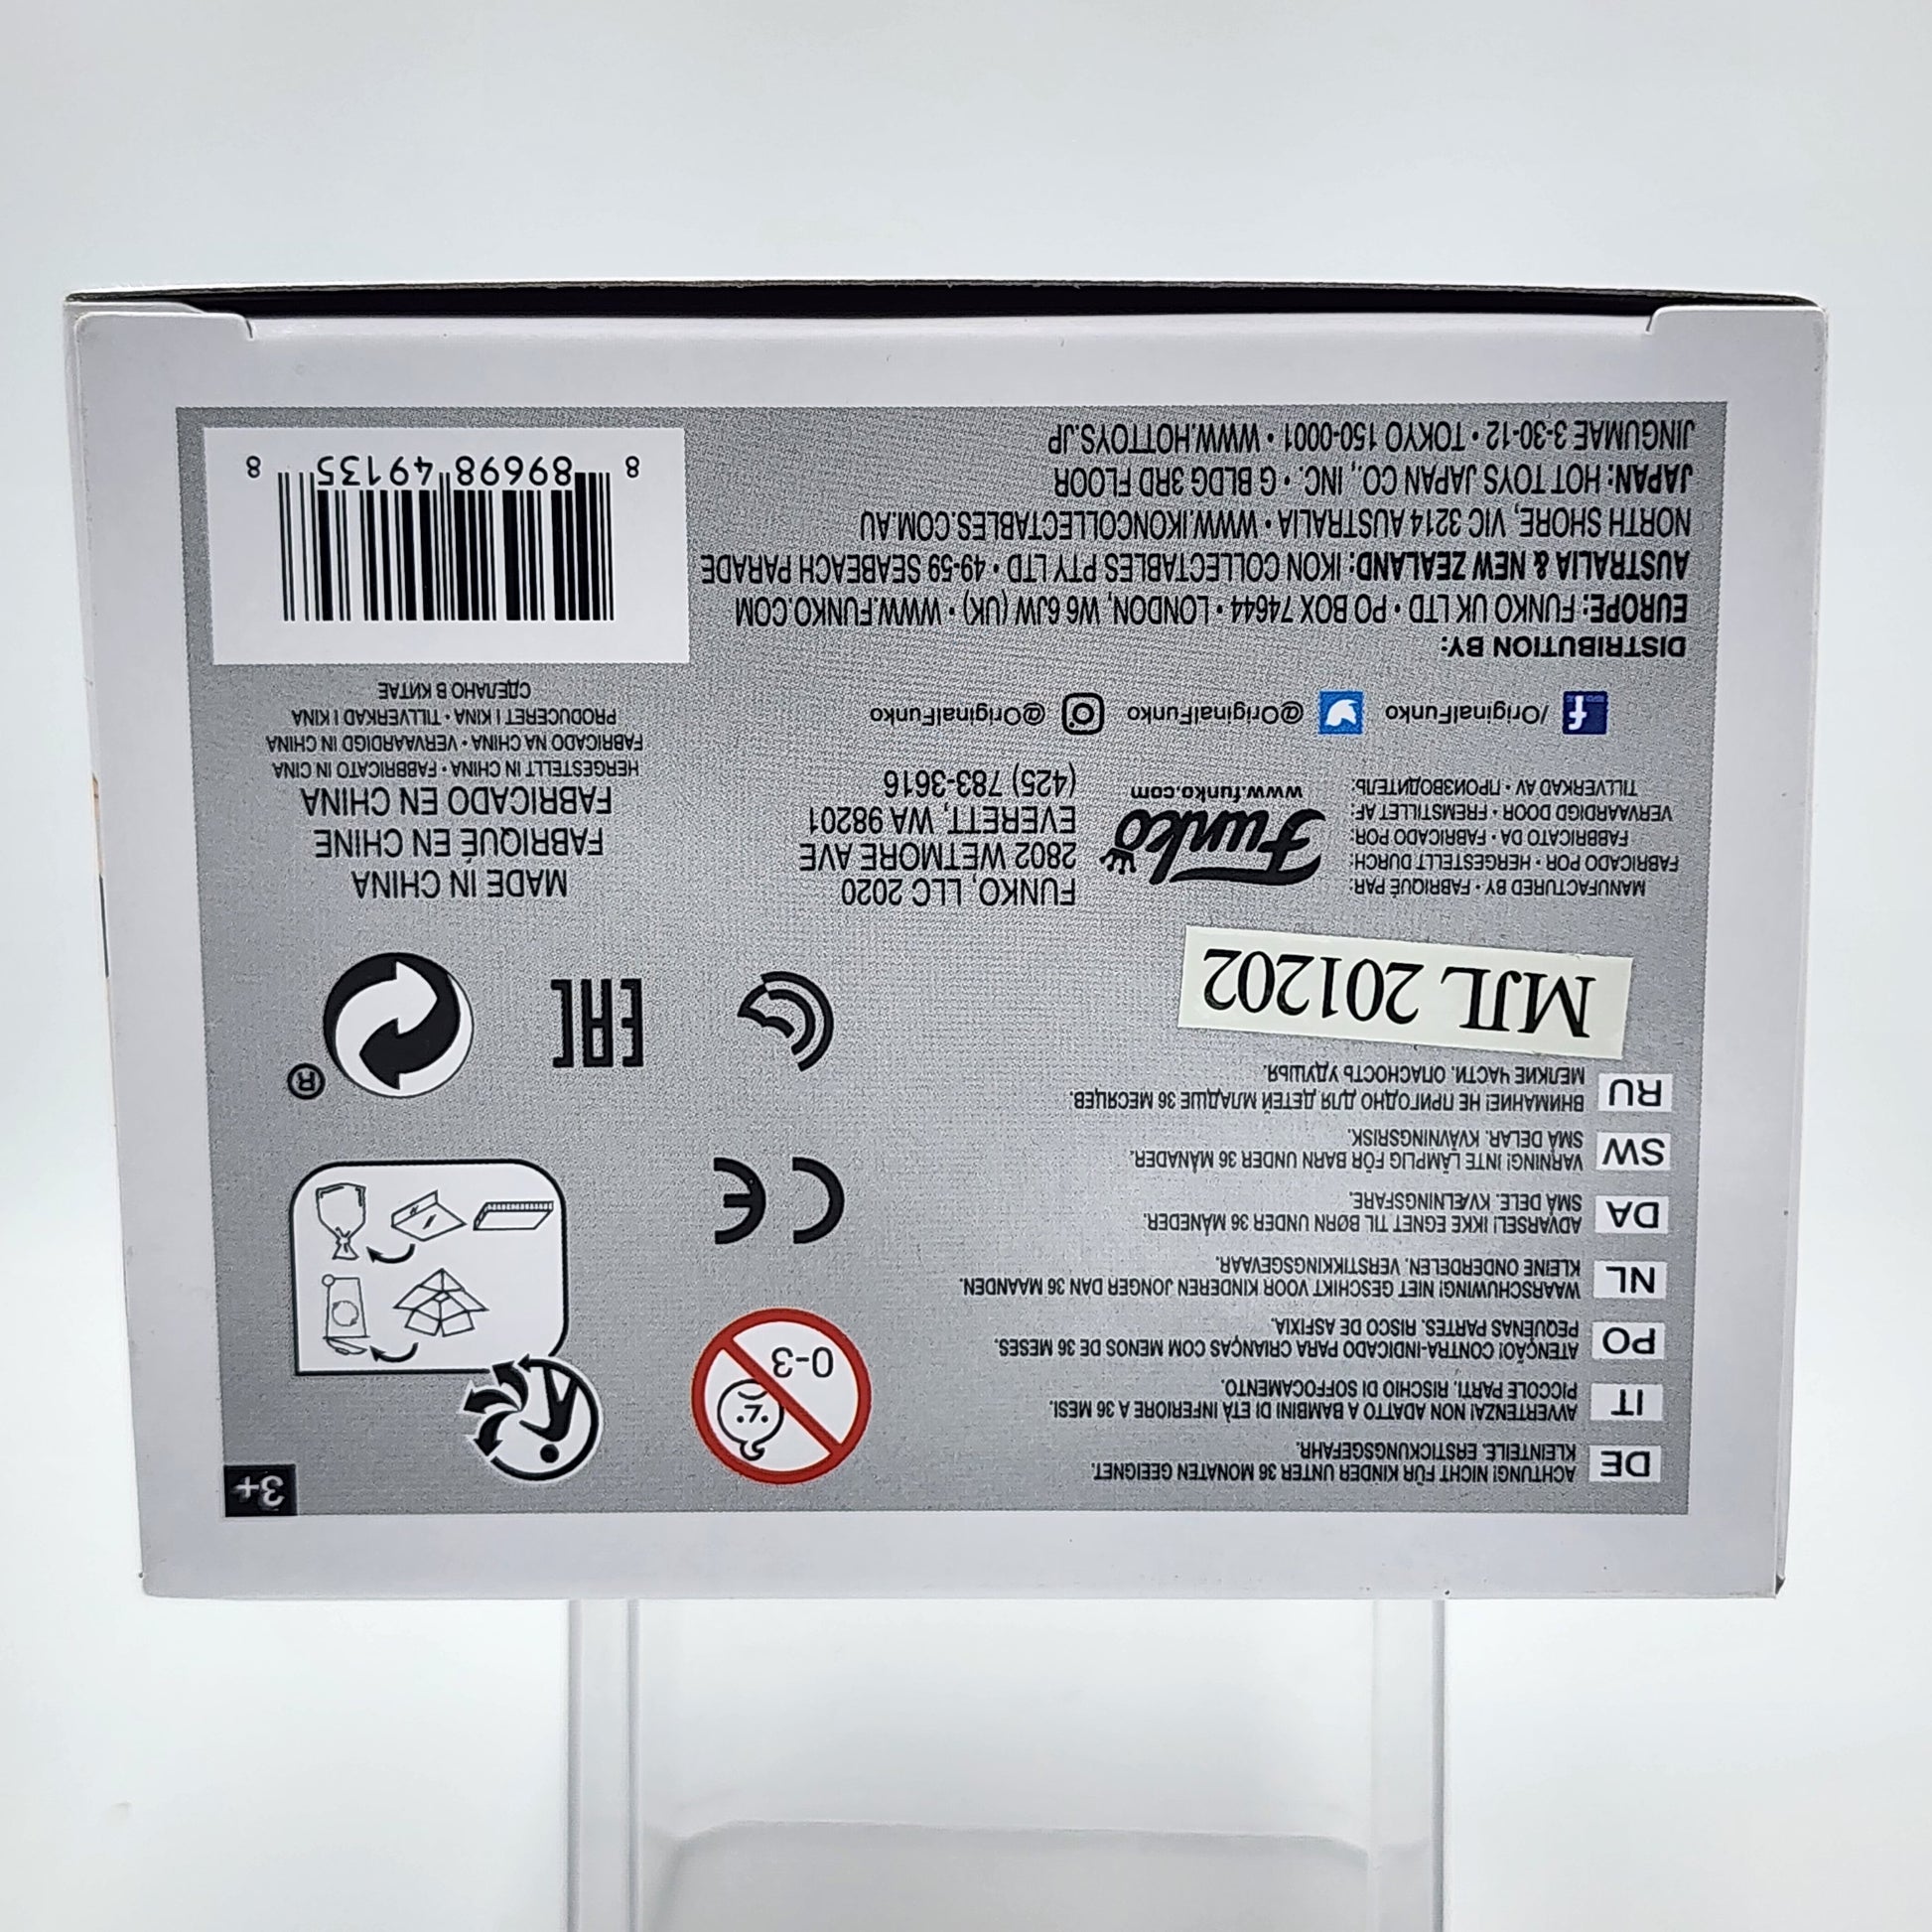 3+
DE
ACHTUNG! NICHT FÜR KINDER UNTER 36 MONATEN GEEIGNET.
KLEINTEILE. ERSTICKUNGSGEFAHR.
IT
AVVERTENZA! NON ADATTO A BAMBINI DI ETÀ INFERIORE A 36 MESI.
PICCOLE PARTI. RISCHIO DI SOFFOCAMENTO.
PO
ATENÇÃO! CONTRA-INDICADO PARA CRIANÇAS COM MENOS DE 36 MESES.
PEQUENAS PARTES. RISCO DE ASFIXIA.
NL
WAARSCHUWING! NIET GESCHIKT VOOR KINDEREN JONGER DAN 36 MAANDEN.
KLEINE ONDERDELEN. VERSTIKKINGSGEVAAR.
DA
ADVARSEL! IKKE EGNET TIL BØRN UNDER 36 MÅNEDER.
SMÅ DELE. KVÆLNINGSFARE.
SW
VARNING! INTE LÄMPLIG FÖR BARN UNDER 36 MÅNADER.
SMÅ DELAR. KVÄVNINGSRISK.
RU
ВНИМАНИЕ! НЕ ПРИГОДНО ДЛЯ ДЕТЕЙ МЛАДШЕ 36 МЕСЯЦЕВ.
МЕЛКИЕ ЧАСТИ. ОПАСНОСТЬ УДУШЬЯ.
0-3
CE
EAC
®
MJL 201202
MANUFACTURED BY • FABRIQUÉ PAR:
FABRICADO POR • HERGESTELLT DURCH:
FABBRICATO DA • FABRICADO POR:
VERVAARDIGD DOOR • FREMSTILLET AF:
TILLVERKAD AV • ПРОИЗВОДИТЕЛЬ:
Funko
www.funko.com
FUNKO, LLC 2020
2802 WETMORE AVE
EVERETT, WA 98201
(425) 783-3616
MADE IN CHINA
FABRIQUÉ EN CHINE
FABRICADO EN CHINA
HERGESTELLT IN CHINA • FABBRICATO IN CINA
FABRICADO NA CHINA • VERVAARDIGD IN CHINA
PRODUCERET I KINA • TILLVERKAD I KINA
СДЕЛАНО В КИТАЕ
/OriginalFunko
@OriginalFunko
@OriginalFunko
DISTRIBUTION BY:
EUROPE: FUNKO UK LTD • PO BOX 74644 • LONDON, W6 6JW (UK) • WWW.FUNKO.COM
AUSTRALIA & NEW ZEALAND: IKON COLLECTABLES PTY LTD • 49-59 SEABEACH PARADE
NORTH SHORE, VIC 3214 AUSTRALIA • WWW.IKONCOLLECTABLES.COM.AU
JAPAN: HOT TOYS JAPAN CO., INC. • G BLDG 3RD FLOOR
JINGUMAE 3-30-12 • TOKYO 150-0001 • WWW.HOTTOYS.JP
8 89698 49135 8